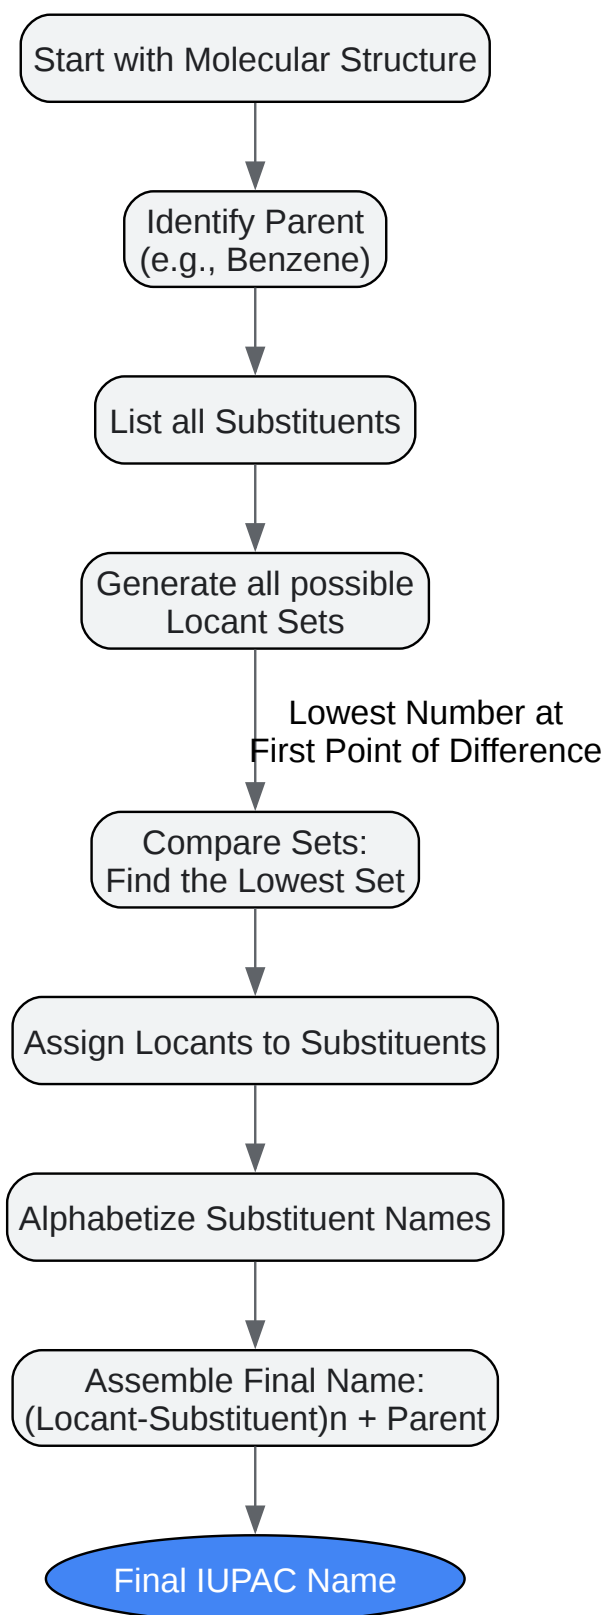 Start with Molecular Structure
Identify Parent
(e.g., Benzene)
List all Substituents
Generate all possible
Locant Sets
Lowest Number at
First Point of Difference
Compare Sets:
Find the Lowest Set
Assign Locants to Substituents
Alphabetize Substituent Names
Assemble Final Name:
(Locant-Substituent)n + Parent
Final IUPAC Name